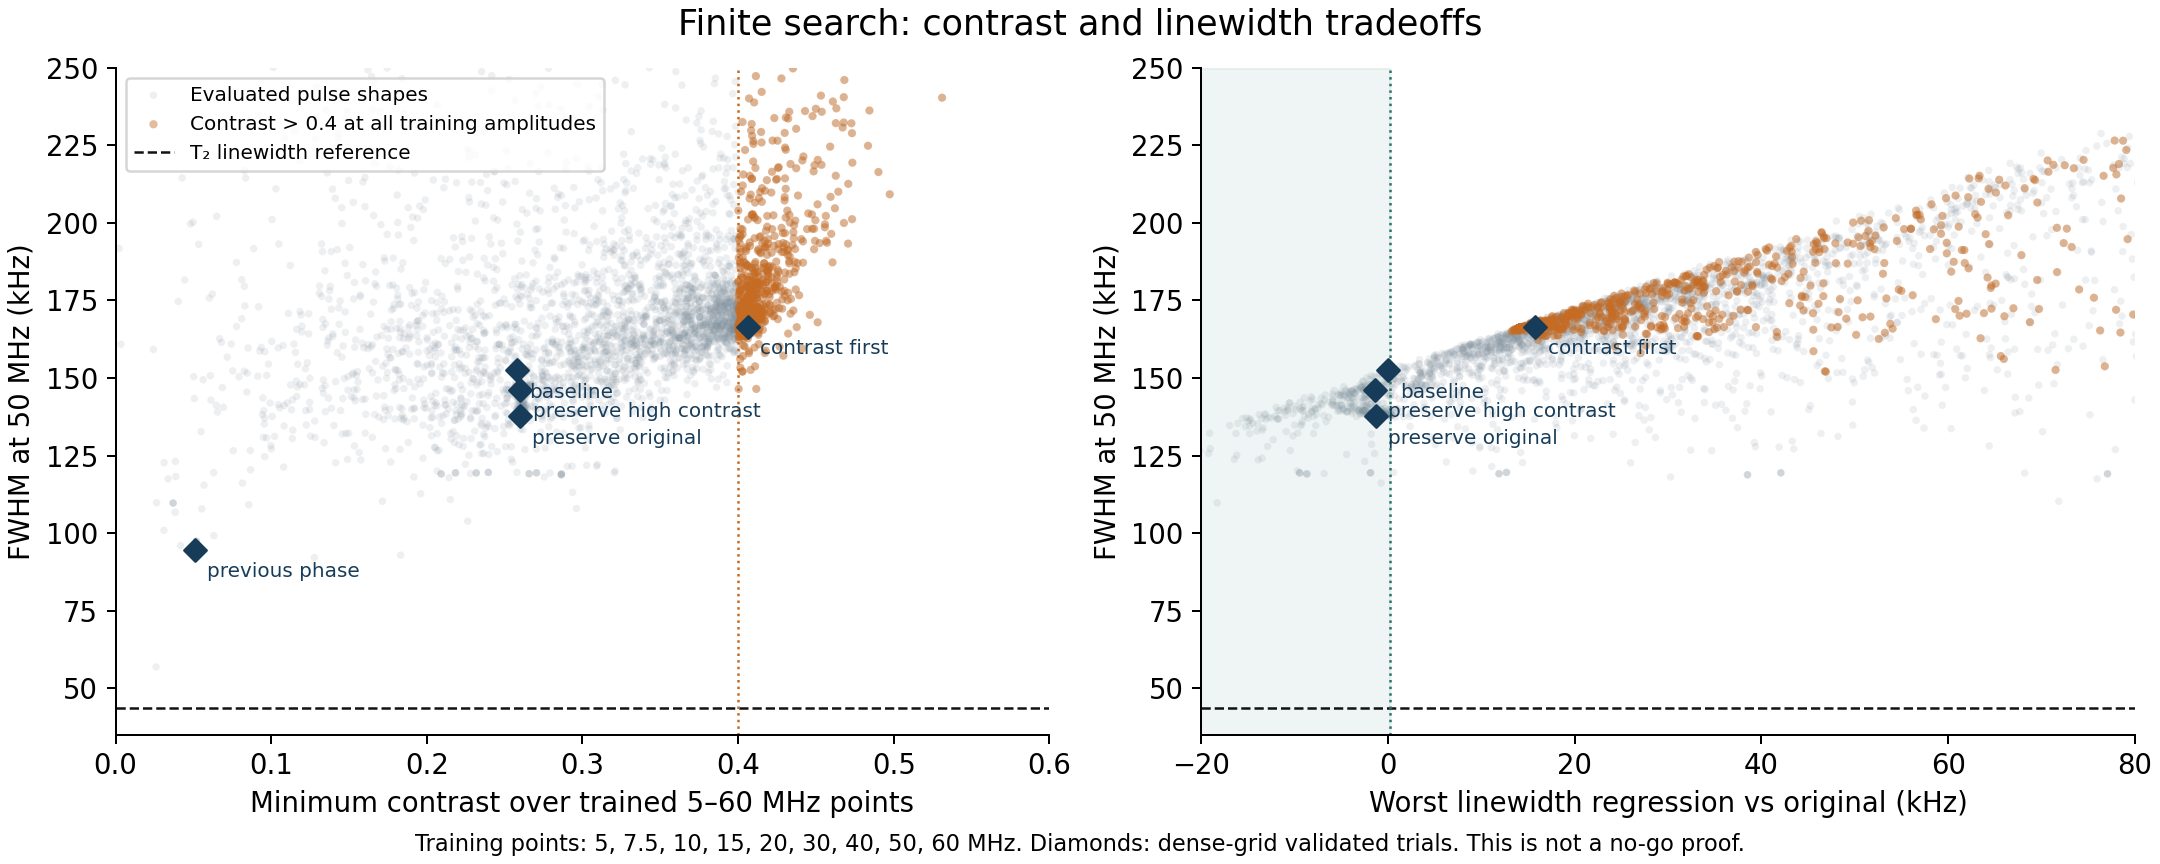 Finite search: contrast and linewidth tradeoffs
FWHM at 50 MHz (kHz)
250
225
200
175
150
125
100
75
50
Evaluated pulse shapes
Contrast > 0.4 at all training amplitudes
T₂ linewidth reference
contrast first
baseline
preserve high contrast
preserve original
previous phase
0.0 0.1 0.2 0.3 0.4 0.5 0.6
Minimum contrast over trained 5–60 MHz points
FWHM at 50 MHz (kHz)
250
225
200
175
150
125
100
75
50
contrast first
baseline
preserve high contrast
preserve original
−20 0 20 40 60 80
Worst linewidth regression vs original (kHz)
Training points: 5, 7.5, 10, 15, 20, 30, 40, 50, 60 MHz. Diamonds: dense-grid validated trials. This is not a no-go proof.